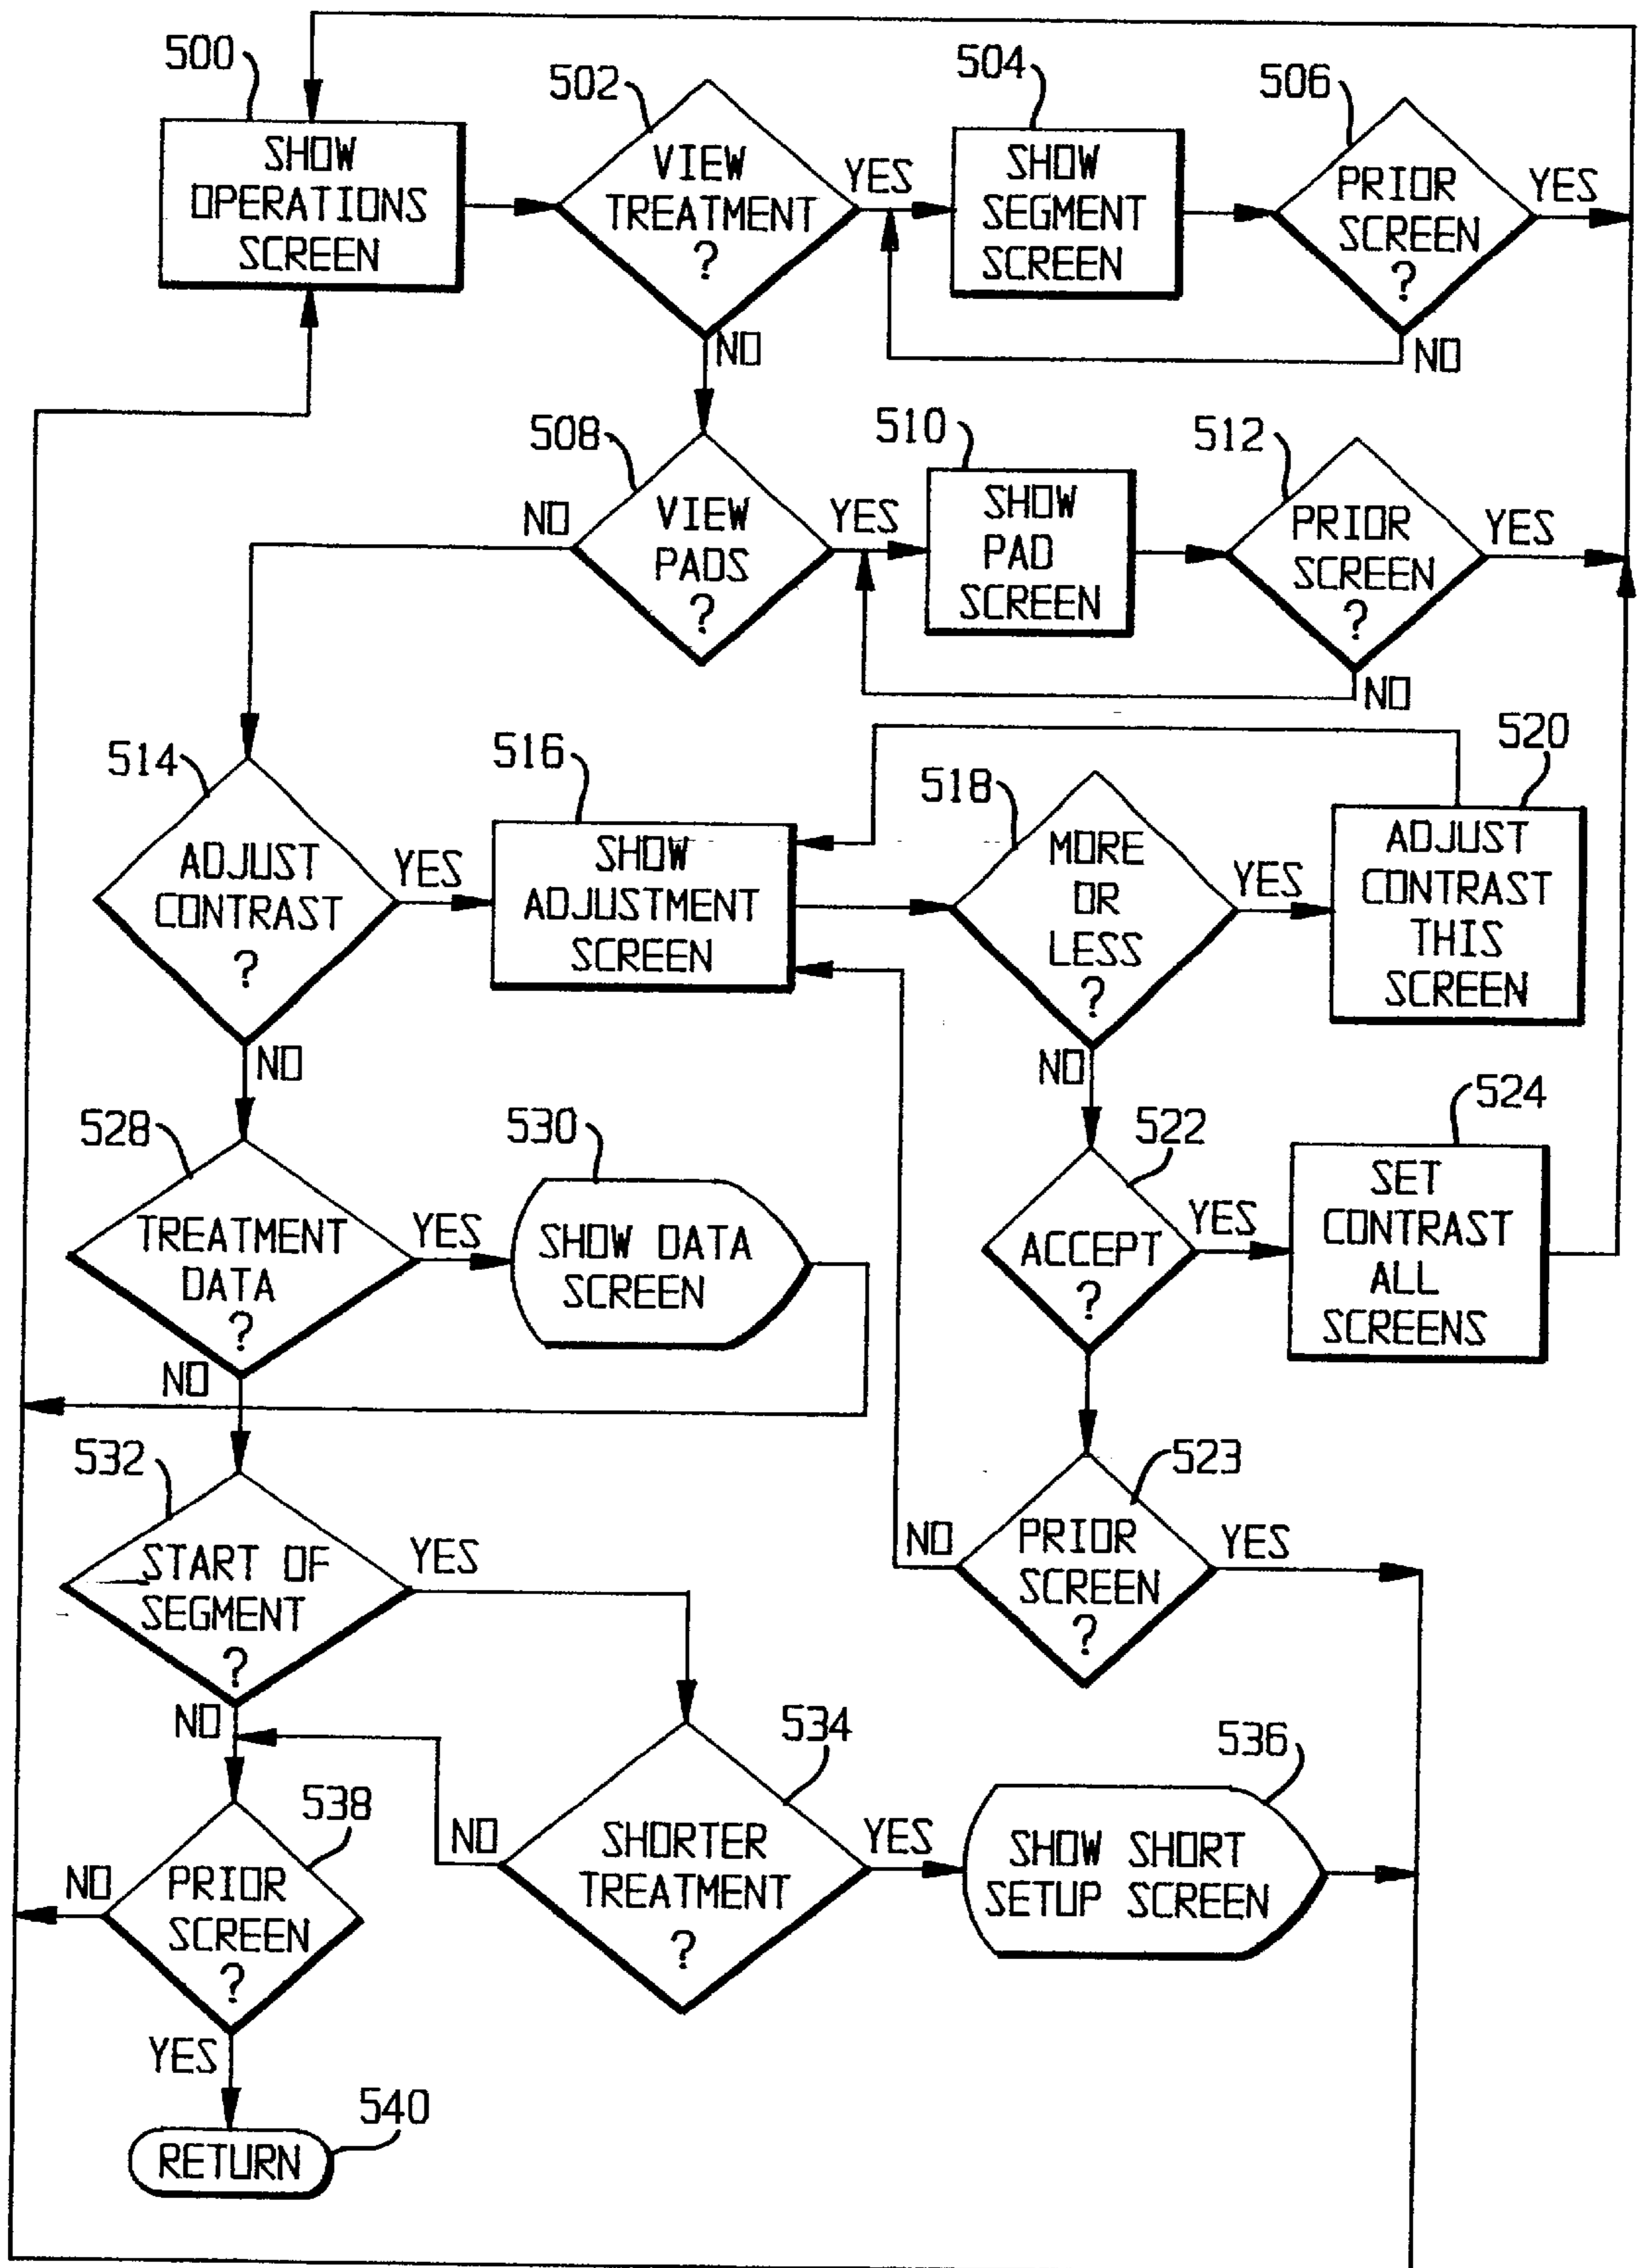 500
SHOW
OPERATIONS
SCREEN
502
VIEW
TREATMENT
?
YES
NO
504
SHOW
SEGMENT
SCREEN
506
PRIOR
SCREEN
?
YES
NO
508
VIEW
PADS
?
NO
YES
510
SHOW
PAD
SCREEN
512
PRIOR
SCREEN
?
YES
NO
514
ADJUST
CONTRAST
?
YES
NO
516
SHOW
ADJUSTMENT
SCREEN
518
MORE
OR
LESS
?
YES
NO
520
ADJUST
CONTRAST
THIS
SCREEN
522
ACCEPT
?
YES
524
SET
CONTRAST
ALL
SCREENS
528
TREATMENT
DATA
?
YES
NO
530
SHOW DATA
SCREEN
523
PRIOR
SCREEN
?
NO
YES
532
START OF
SEGMENT
?
YES
NO
534
SHORTER
TREATMENT
?
NO
YES
536
SHOW SHORT
SETUP SCREEN
538
PRIOR
SCREEN
?
NO
YES
540
RETURN